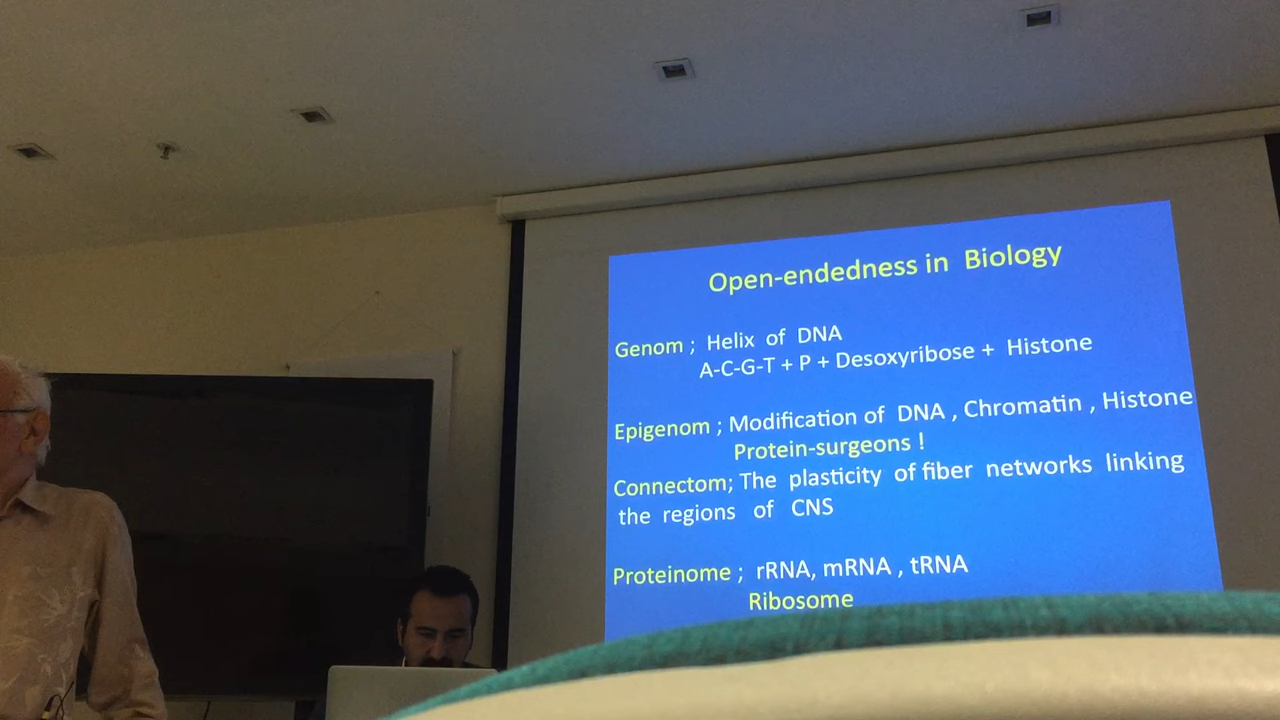 Open-endedness in Biology
Genom ; Helix of DNA
A-C-G-T + P + Desoxyribose + Histone
Epigenom ; Modification of DNA , Chromatin , Histone
Protein-surgeons !
Connectom; The plasticity of fiber networks linking
the regions of CNS
Proteinome ; rRNA, mRNA , tRNA
Ribosome